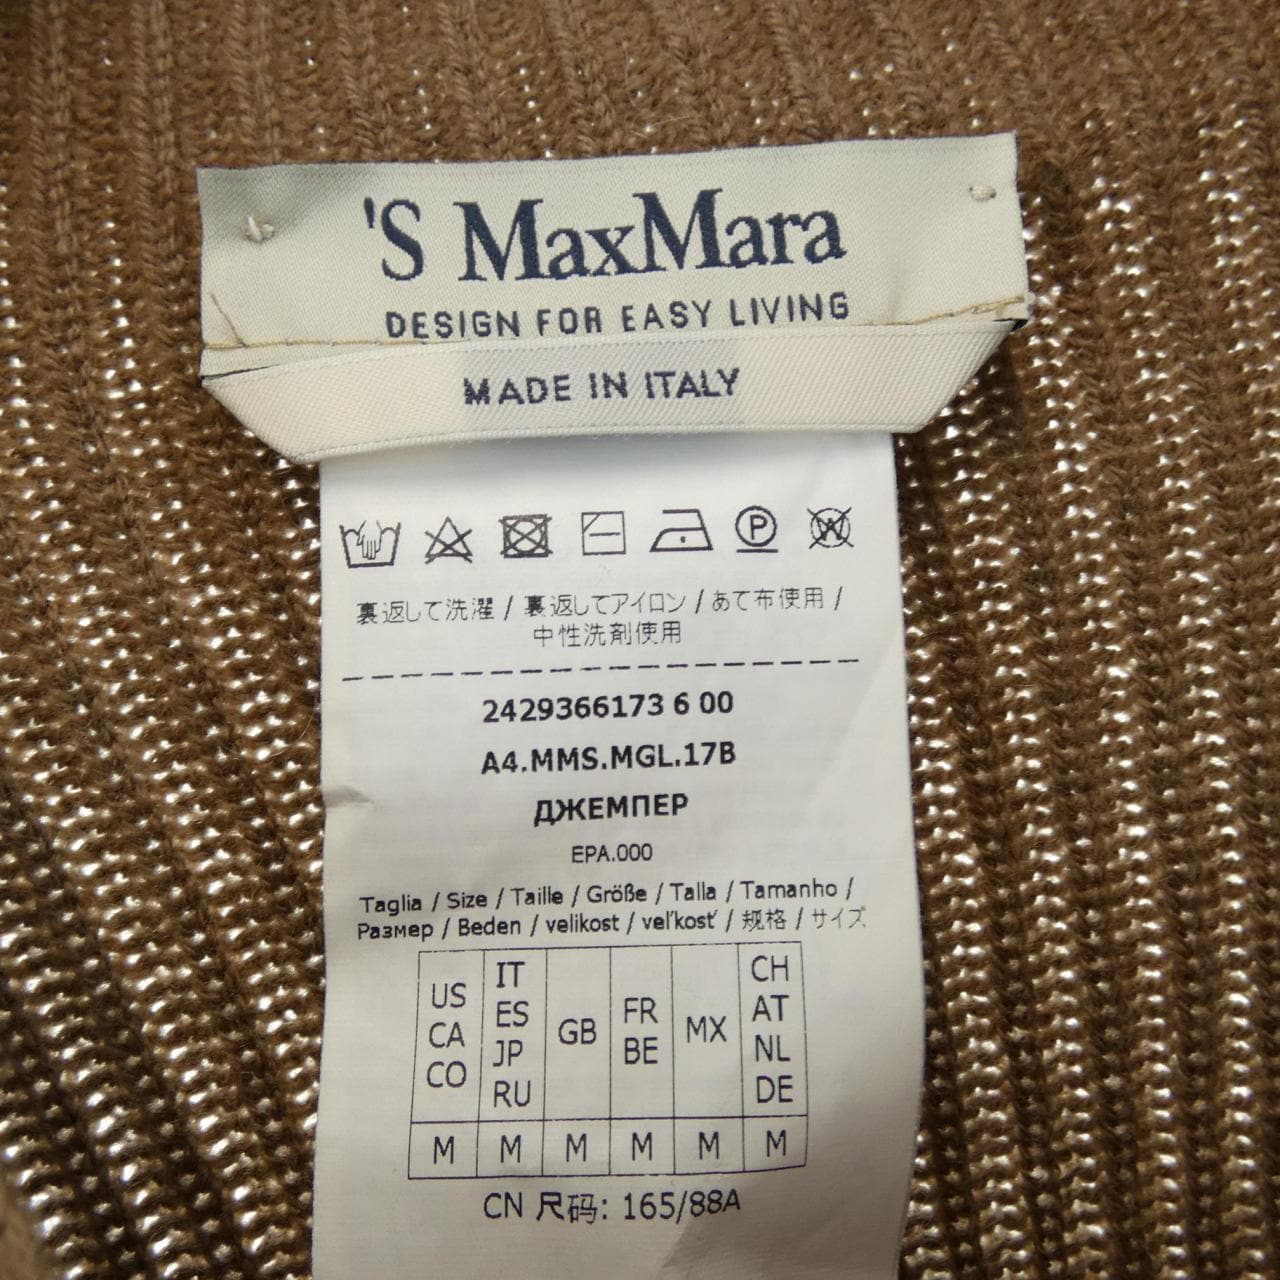 'S MaxMara
DESIGN FOR EASY LIVING
MADE IN ITALY
P
W
裏返して洗濯 / 裏返してアイロン / あて布使用 /
中性洗剤使用
2429366173 6 00
A4.MMS.MGL.17B
ДЖЕМПЕР
EPA.000
Taglia / Size / Taille / Größe / Talla / Tamanho /
Размер / Beden / velikost / veľkosť / 规格 / サイズ
US CA CO IT ES JP RU GB FR BE MX CH AT NL DE
M M M M M M
CN 尺码: 165/88A